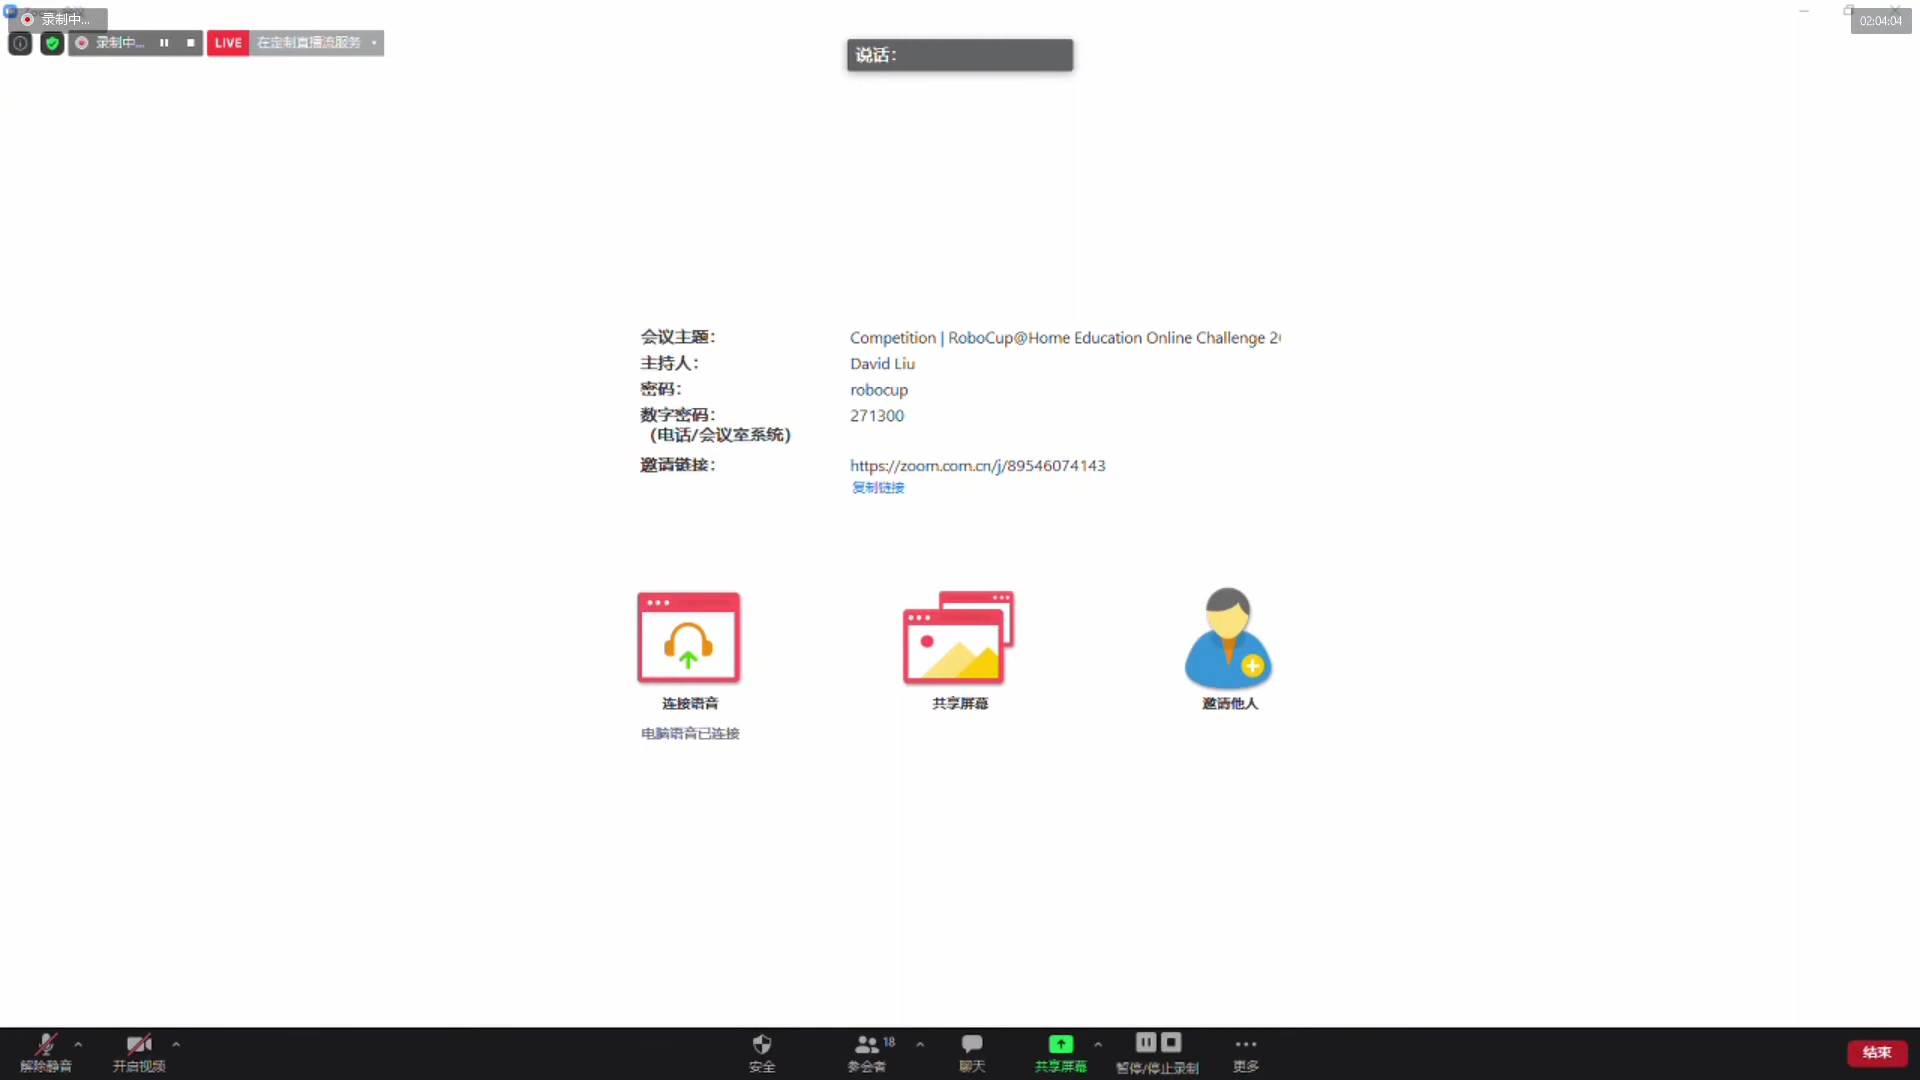 录制中...
02:04:04
录制中...
LIVE 在定制直播流服务
说话:
会议主题: Competition | RoboCup@Home Education Online Challenge
主持人: David Liu
密码: robocup
数字密码: 271300
(电话/会议室系统)
邀请链接: https://zoom.com.cn/j/89546074143
复制链接
连接语音
共享屏幕
邀请他人
电脑语音已连接
解除静音
开启视频
安全
参会者 18
聊天
共享屏幕
暂停/停止录制
更多
结束